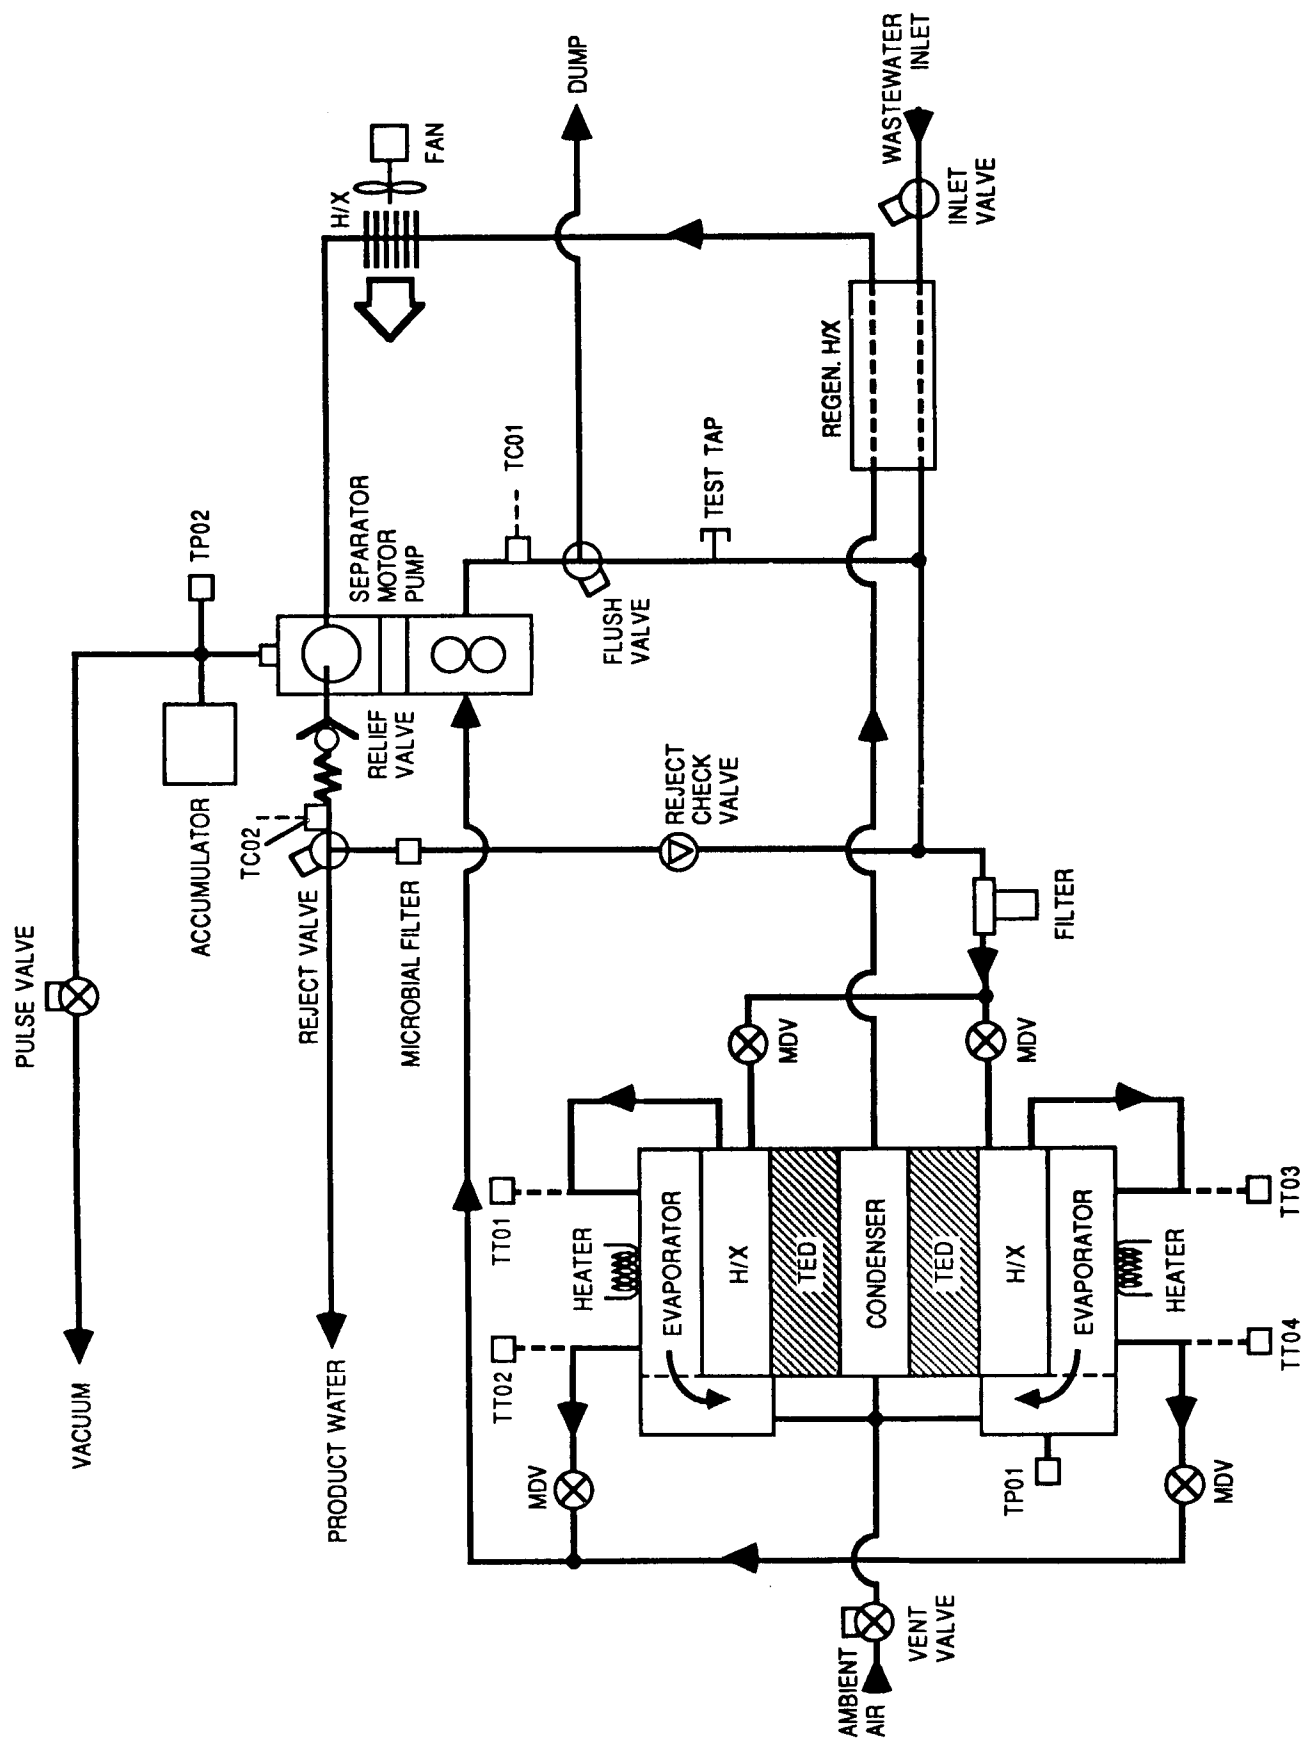 PULSE VALVE
VACUUM
ACCUMULATOR
TP02
TC02
REJECT VALVE
PRODUCT WATER
MICROBIAL FILTER
RELIEF
VALVE
SEPARATOR
MOTOR
PUMP
H/X
FAN
DUMP
TC01
FLUSH
VALVE
TEST TAP
REJECT
CHECK
VALVE
REGEN. H/X
WASTEWATER
INLET
INLET
VALVE
FILTER
MDV
MDV
TT01
HEATER
TT02
MDV
EVAPORATOR
H/X
TED
CONDENSER
TED
H/X
EVAPORATOR
HEATER
TT03
TT04
TP01
MDV
VENT
VALVE
AMBIENT
AIR